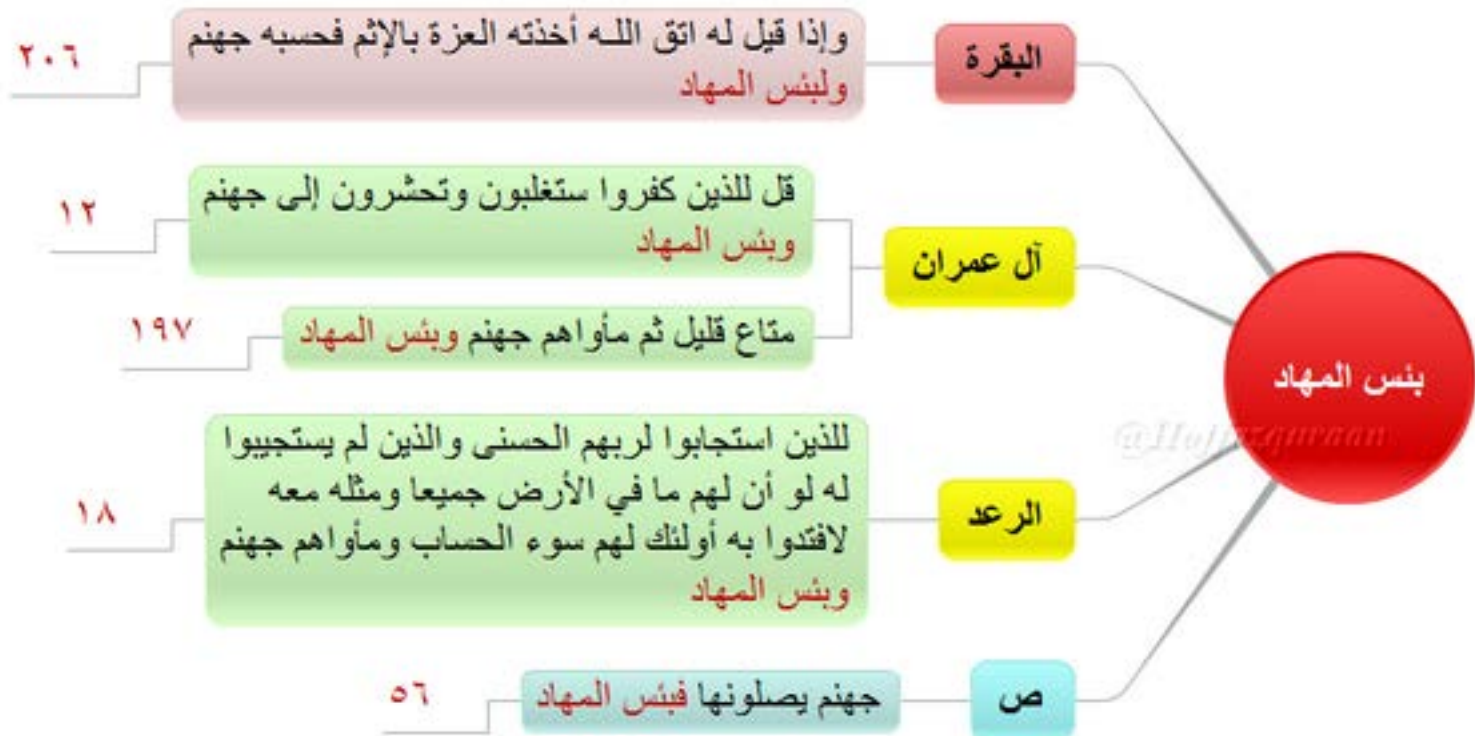 بئس المهاد
البقرة
وإذا قيل له اتق اللـه أخذته العزة بالإثم فحسبه جهنم
ولبئس المهاد
٢٠٦
آل عمران
قل للذين كفروا ستغلبون وتحشرون إلى جهنم
وبئس المهاد
١٢
متاع قليل ثم مأواهم جهنم وبئس المهاد
١٩٧
الرعد
للذين استجابوا لربهم الحسنى والذين لم يستجيبوا
له لو أن لهم ما في الأرض جميعا ومثله معه
لافتدوا به أولئك لهم سوء الحساب ومأواهم جهنم
وبئس المهاد
١٨
ص
جهنم يصلونها فبئس المهاد
٥٦